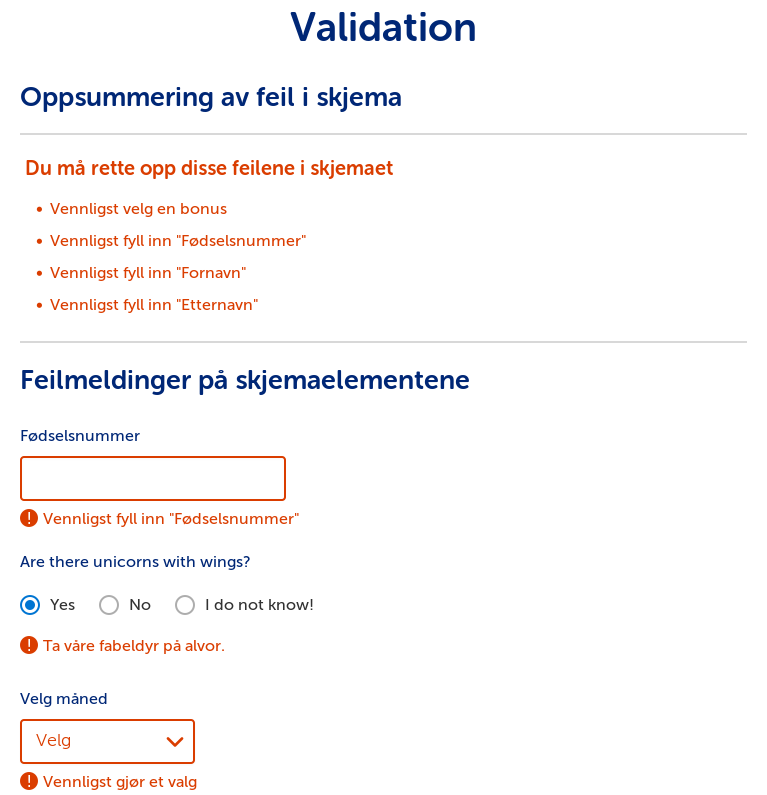 Validation
Oppsummering av feil i skjema
Du må rette opp disse feilene i skjemaet
• Vennligst velg en bonus
• Vennligst fyll inn "Fødselsnummer"
• Vennligst fyll inn "Fornavn"
• Vennligst fyll inn "Etternavn"
Feilmeldinger på skjemaelementene
Fødselsnummer
Vennligst fyll inn "Fødselsnummer"
Are there unicorns with wings?
Yes No I do not know!
Ta våre fabeldyr på alvor.
Velg måned
Velg
Vennligst gjør et valg